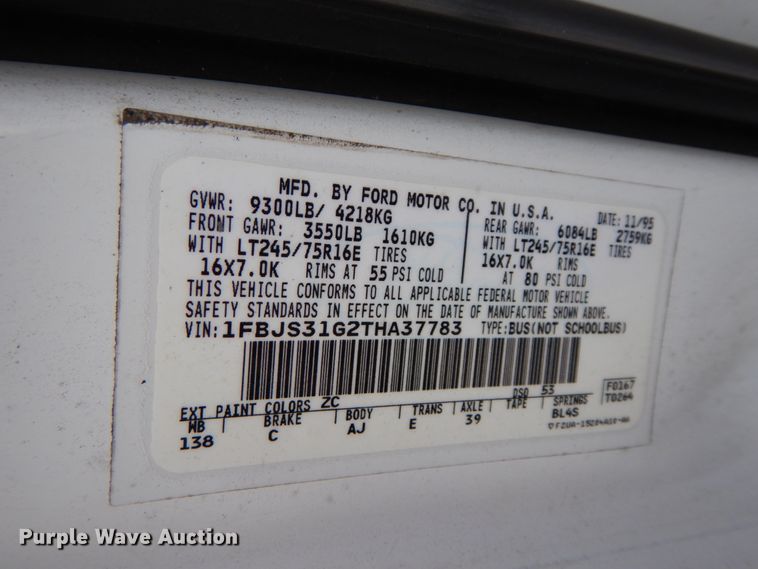 MFD. BY FORD MOTOR CO. IN U.S.A.
DATE: 11/95
GVWR: 9300LB/ 4218KG
FRONT GAWR: 3550LB 1610KG
REAR GAWR: 6084LB 2759KG
WITH LT245/75R16E TIRES
WITH LT245/75R16E TIRES
16X7.0K RIMS AT 55 PSI COLD
16X7.0K RIMS
AT 80 PSI COLD
THIS VEHICLE CONFORMS TO ALL APPLICABLE FEDERAL MOTOR VEHICLE
SAFETY STANDARDS IN EFFECT ON THE DATE OF MANUFACTURE SHOWN ABOVE.
VIN: 1FBJS31G2THA37783 TYPE: BUS(NOT SCHOOLBUS)
EXT PAINT COLORS ZC DSO 53
F0167
T0264
WB BRAKE BODY TRANS AXLE TAPE SPRINGS
138 C AJ E 39 BL4S
Purple Wave Auction